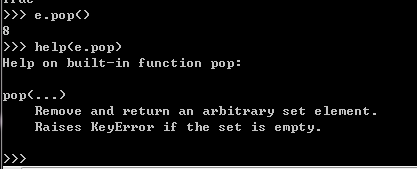 True
>>> e.pop()
8
>>> help(e.pop)
Help on built-in function pop:
pop(...)
Remove and return an arbitrary set element.
Raises KeyError if the set is empty.
>>>